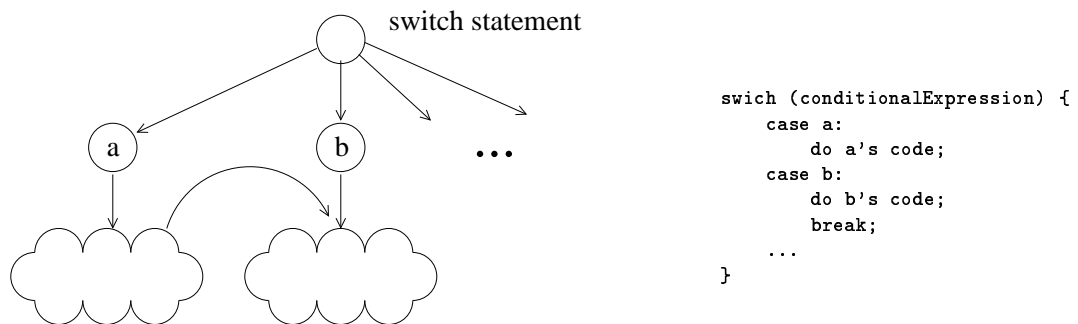 switch statement
a
b
...
swich (conditionalExpression) {
    case a:
        do a's code;
    case b:
        do b's code;
        break;
    ...
}